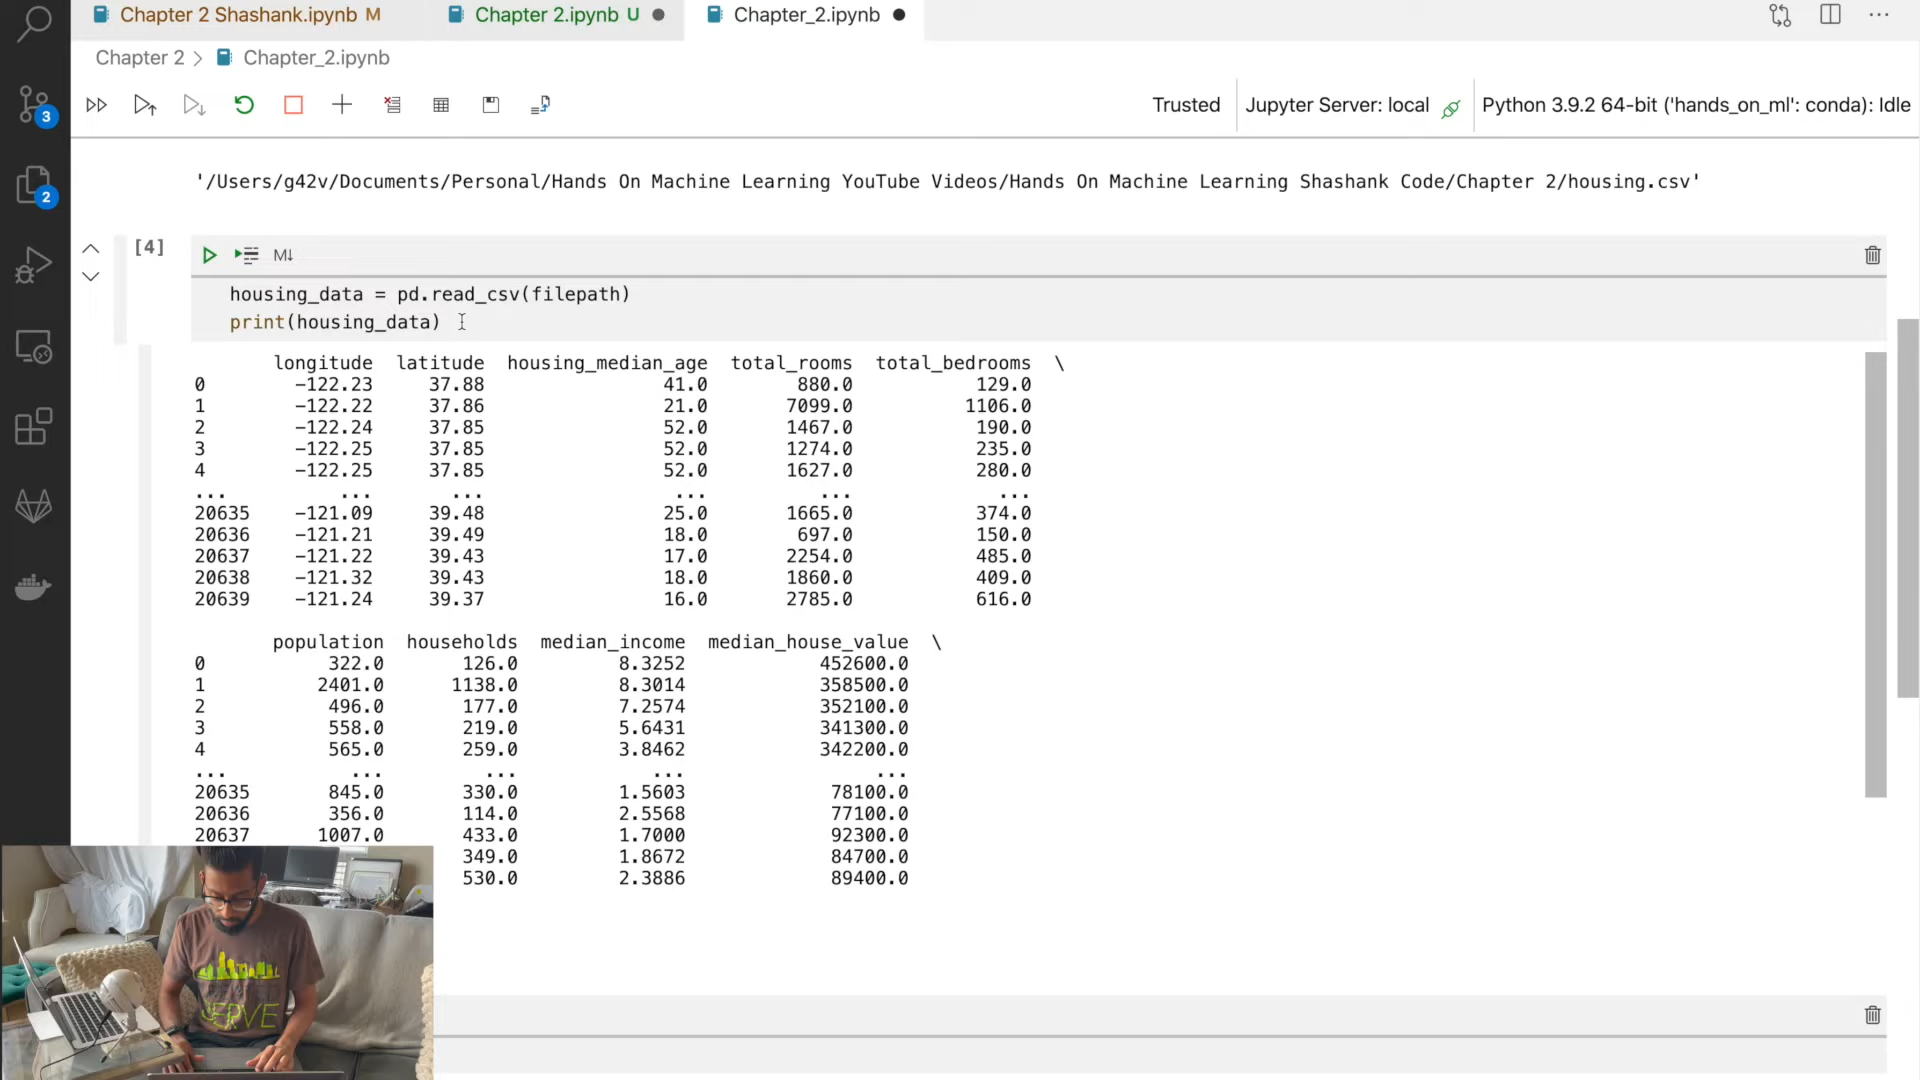 Chapter 2 Shashank.ipynb M
Chapter 2.ipynb U
Chapter_2.ipynb
Chapter 2 > Chapter_2.ipynb
Trusted
Jupyter Server: local
Python 3.9.2 64-bit ('hands_on_ml': conda): Idle
3
2
'/Users/g42v/Documents/Personal/Hands On Machine Learning YouTube Videos/Hands On Machine Learning Shashank Code/Chapter 2/housing.csv'
[4]
M↓
housing_data = pd.read_csv(filepath)
print(housing_data)
longitude latitude housing_median_age total_rooms total_bedrooms \
0 -122.23 37.88 41.0 880.0 129.0
1 -122.22 37.86 21.0 7099.0 1106.0
2 -122.24 37.85 52.0 1467.0 190.0
3 -122.25 37.85 52.0 1274.0 235.0
4 -122.25 37.85 52.0 1627.0 280.0
... ... ... ... ... ...
20635 -121.09 39.48 25.0 1665.0 374.0
20636 -121.21 39.49 18.0 697.0 150.0
20637 -121.22 39.43 17.0 2254.0 485.0
20638 -121.32 39.43 18.0 1860.0 409.0
20639 -121.24 39.37 16.0 2785.0 616.0
population households median_income median_house_value \
0 322.0 126.0 8.3252 452600.0
1 2401.0 1138.0 8.3014 358500.0
2 496.0 177.0 7.2574 352100.0
3 558.0 219.0 5.6431 341300.0
4 565.0 259.0 3.8462 342200.0
... ... ... ... ...
20635 845.0 330.0 1.5603 78100.0
20636 356.0 114.0 2.5568 77100.0
20637 1007.0 433.0 1.7000 92300.0
349.0 1.8672 84700.0
530.0 2.3886 89400.0
SERVE